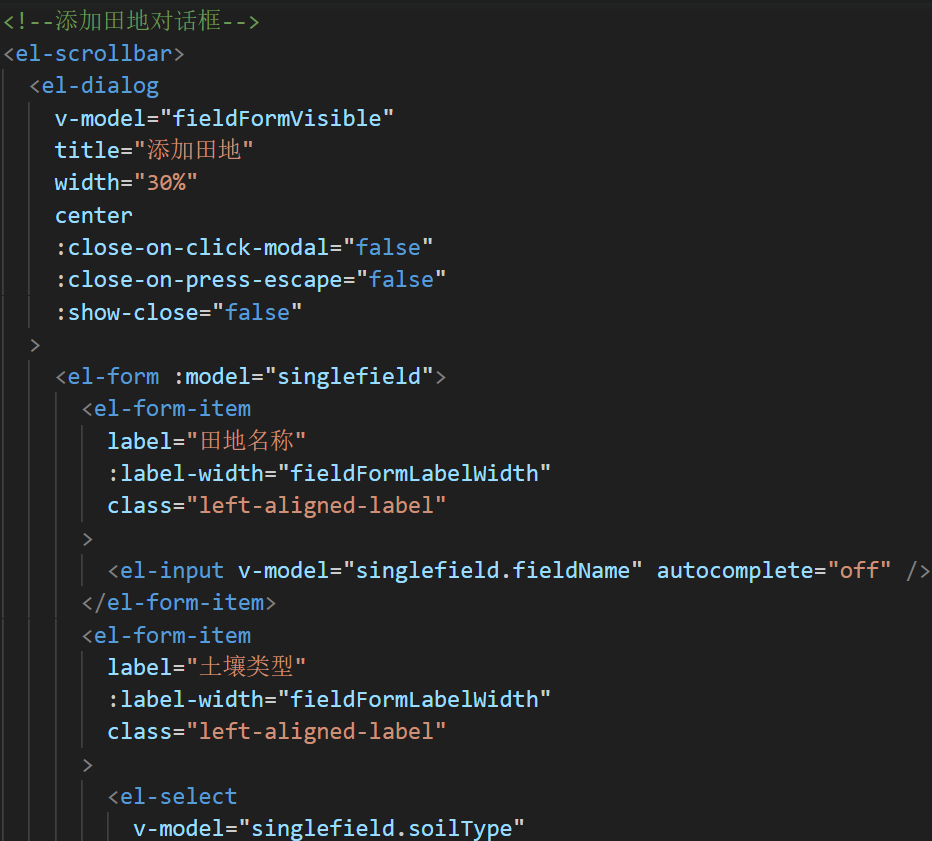 <!--添加田地对话框-->
<el-scrollbar>
<el-dialog
v-model="fieldFormVisible"
title="添加田地"
width="30%"
center
:close-on-click-modal="false"
:close-on-press-escape="false"
:show-close="false"
>
<el-form :model="singlefield">
<el-form-item
label="田地名称"
:label-width="fieldFormLabelWidth"
class="left-aligned-label"
>
<el-input v-model="singlefield.fieldName" autocomplete="off" />
</el-form-item>
<el-form-item
label="土壤类型"
:label-width="fieldFormLabelWidth"
class="left-aligned-label"
>
<el-select
v-model="singlefield.soilType"